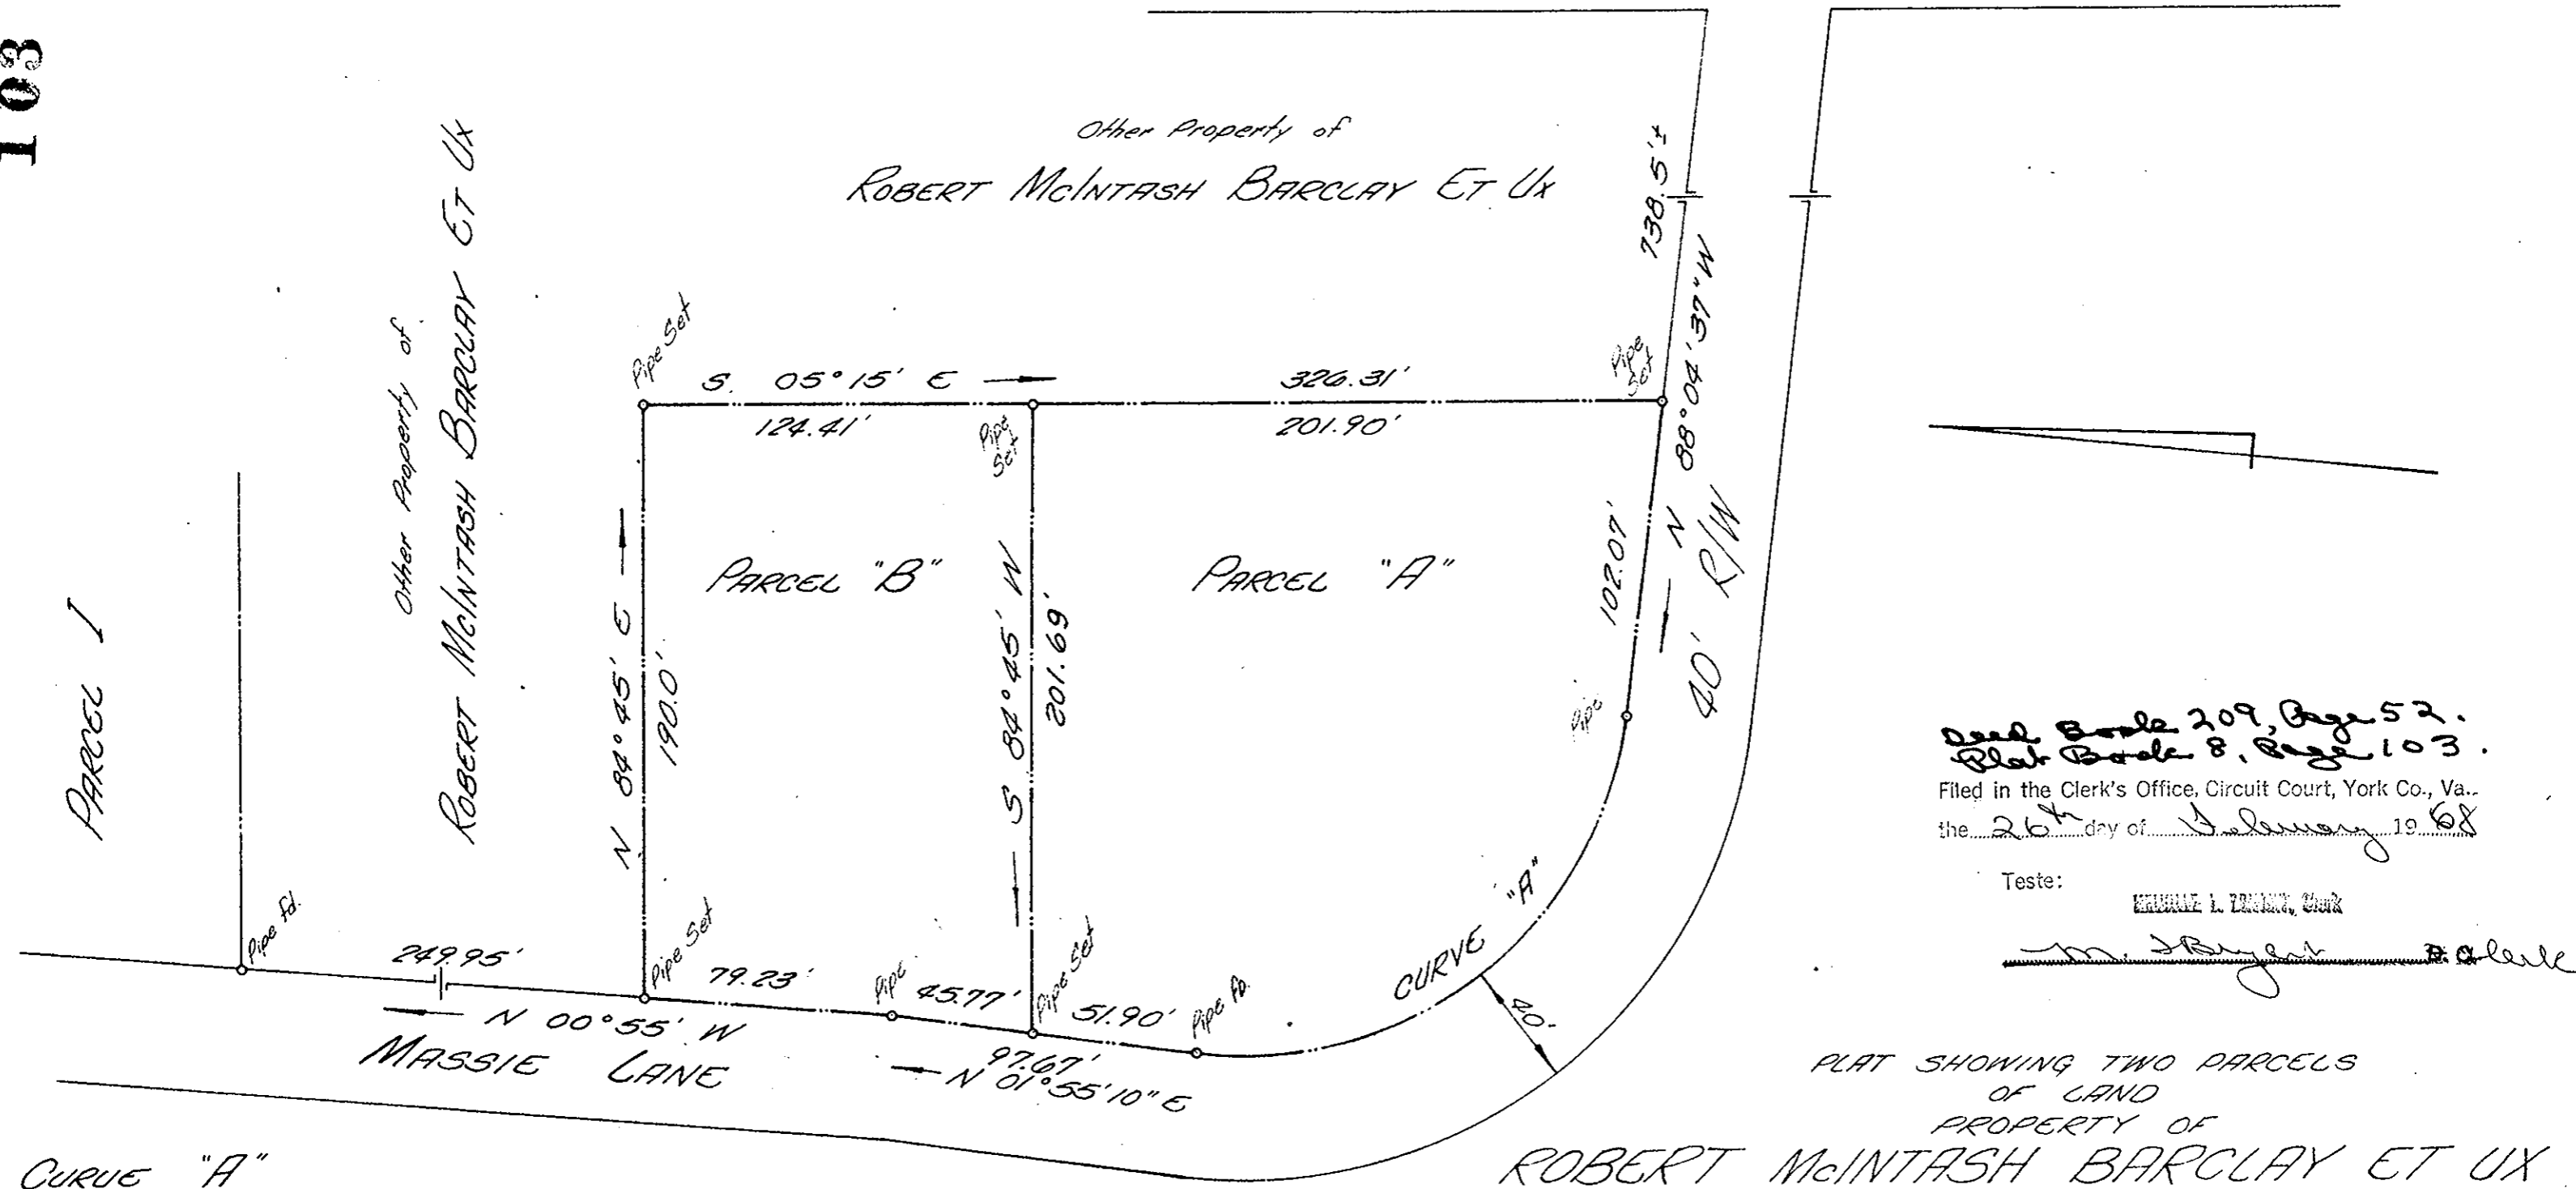 103
Other Property of
ROBERT McINTASH BARCLAY ET UX
738.5'±
Other Property of
ROBERT McINTASH BARCLAY ET UX
PARCEL I
Pipe Set
S. 05°15' E
326.31'
Pipe Set
N 88°04'37" W
124.41'
Pipe Set
201.90'
102.07'
40' R/W
PARCEL "B"
PARCEL "A"
N 84°45' E
190.0'
S 84°45' W
201.69'
Pipe
Deed Book 209, Page 52.
Plat Book 8, Page 103.
Filed in the Clerk's Office, Circuit Court, York Co., Va.
the 26th day of February 1968
Teste:
Clerk
M. Bryant D. Clerk
Pipe Fd.
249.95'
Pipe Set
79.23'
Pipe
45.77'
Pipe Set
51.90'
Pipe Fd.
CURVE "A"
40'
N 00°55' W
MASSIE LANE
97.67'
N 01°55'10" E
PLAT SHOWING TWO PARCELS
OF LAND
PROPERTY OF
ROBERT McINTASH BARCLAY ET UX
CURVE "A"